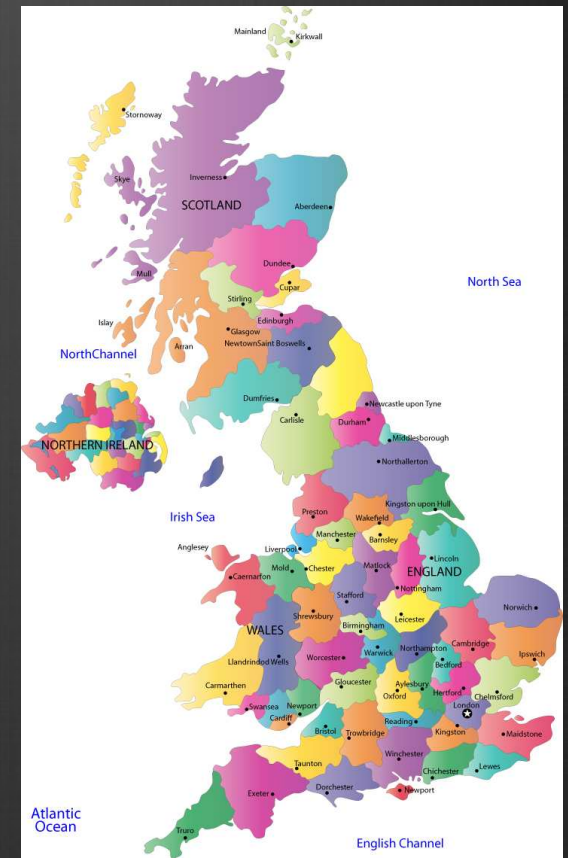 Mainland
Kirkwall
Stornoway
Skye
Inverness
SCOTLAND
Aberdeen
Mull
Dundee
Cupar
Stirling
North Sea
Islay
Edinburgh
Glasgow
NewtownSaint Boswells
Arran
NorthChannel
Dumfries
Newcastle upon Tyne
Carlisle
Durham
Middlesborough
NORTHERN IRELAND
Northallerton
Irish Sea
Preston
Kingston upon Hull
Wakefield
Manchester
Barnsley
Anglesey
Liverpool
Lincoln
Mold
Chester
Matlock
ENGLAND
Caernarfon
Nottingham
Stafford
Norwich
Shrewsbury
Leicester
WALES
Birmingham
Cambridge
Llandrindod Wells
Worcester
Warwick
Northampton
Ipswich
Bedford
Carmarthen
Gloucester
Aylesbury
Oxford
Hertford
Chelmsford
Swansea
Newport
London
Cardiff
Bristol
Reading
Trowbridge
Kingston
Maidstone
Winchester
Taunton
Chichester
Lewes
Exeter
Dorchester
Newport
Atlantic
Ocean
Truro
English Channel